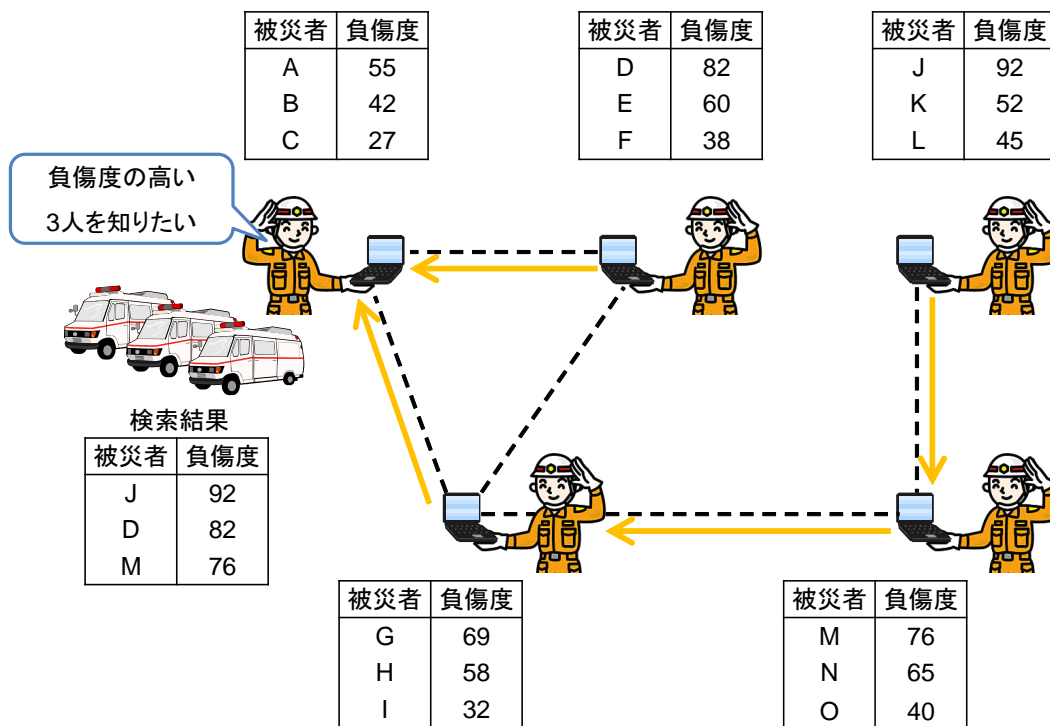 被災者 負傷度
A 55
B 42
C 27
被災者 負傷度
D 82
E 60
F 38
被災者 負傷度
J 92
K 52
L 45
負傷度の高い
3人を知りたい
検索結果
被災者 負傷度
J 92
D 82
M 76
被災者 負傷度
G 69
H 58
I 32
被災者 負傷度
M 76
N 65
O 40